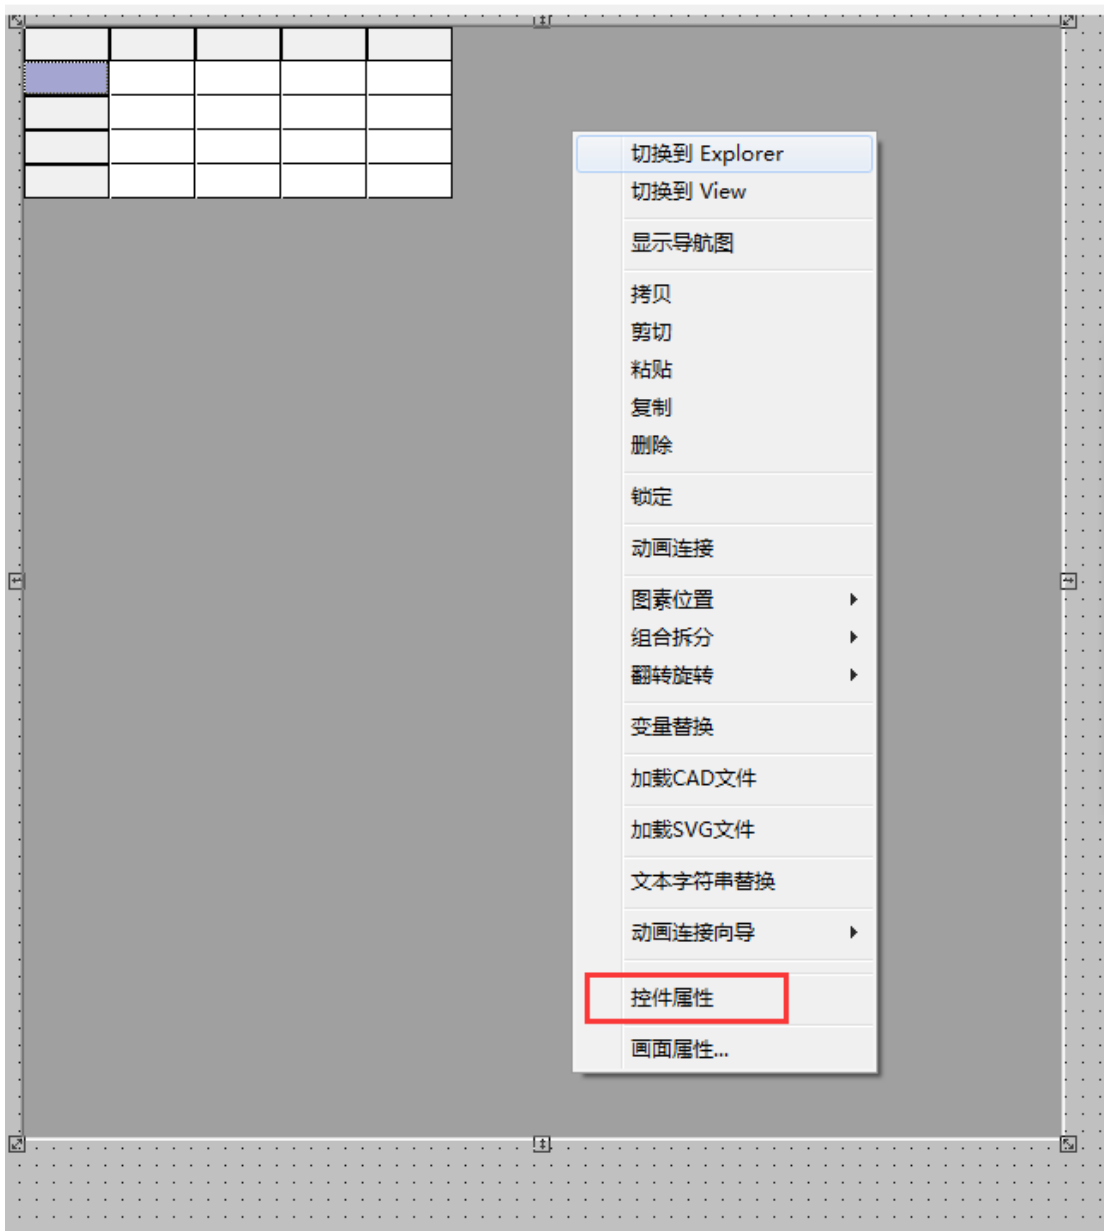 切换到 Explorer
切换到 View
显示导航图
拷贝
剪切
粘贴
复制
删除
锁定
动画连接
图素位置
组合拆分
翻转旋转
变量替换
加载CAD文件
加载SVG文件
文本字符串替换
动画连接向导
控件属性
画面属性...